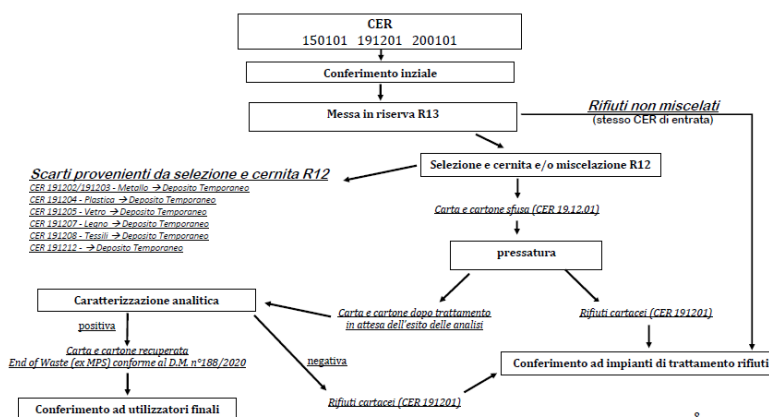 CER
150101 191201 200101
Conferimento inziale
Messa in riserva R13
Rifiuti non miscelati
(stesso CER di entrata)
Selezione e cernita e/o miscelazione R12
Scarti provenienti da selezione e cernita R12
CER 191202/191203 - Metallo → Deposito Temporaneo
CER 191204 - Plastica → Deposito Temporaneo
CER 191205 - Vetro → Deposito Temporaneo
CER 191207 - Legno → Deposito Temporaneo
CER 191208 - Tessili → Deposito Temporaneo
CER 191212 - → Deposito Temporaneo
Carta e cartone sfusa (CER 19.12.01)
pressatura
Caratterizzazione analitica
Carta e cartone dopo trattamento
in attesa dell'esito delle analisi
Rifiuti cartacei (CER 191201)
positiva
Carta e cartone recuperata
End of Waste (ex MPS) conforme al D.M. n°188/2020
negativa
Conferimento ad impianti di trattamento rifiuti
Rifiuti cartacei (CER 191201)
Conferimento ad utilizzatori finali